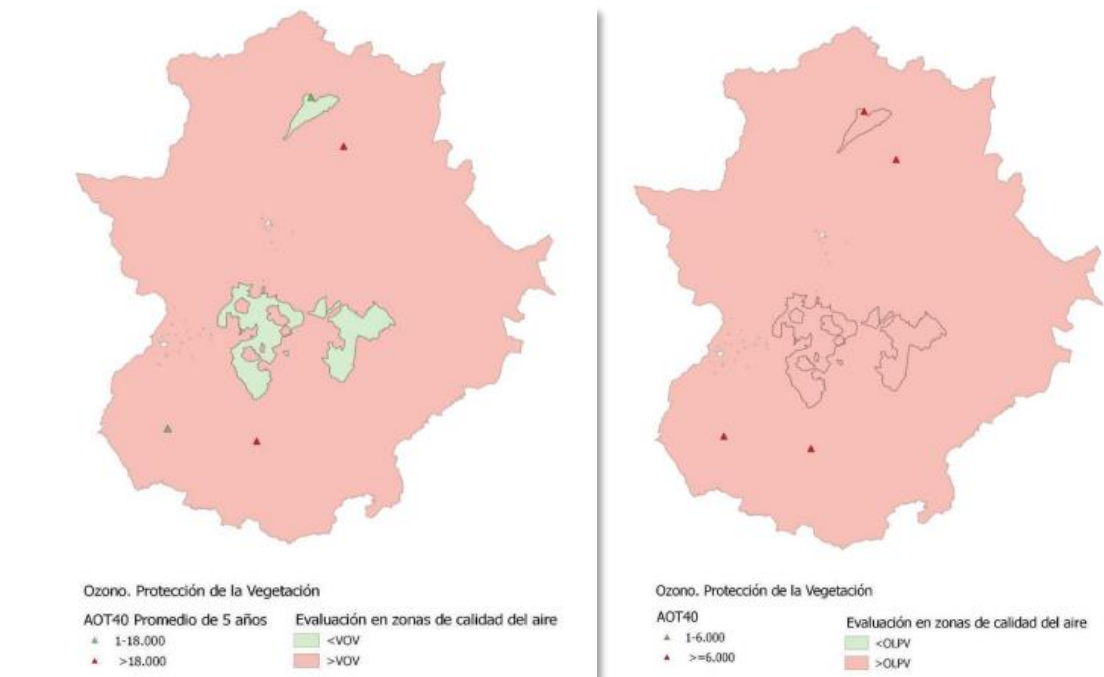 Ozono. Protección de la Vegetación
AOT40 Promedio de 5 años
1-18.000
>18.000
Evaluación en zonas de calidad del aire
<VOV
>VOV
Ozono. Protección de la Vegetación
AOT40
1-6.000
>=6.000
Evaluación en zonas de calidad del aire
<OLPV
>OLPV